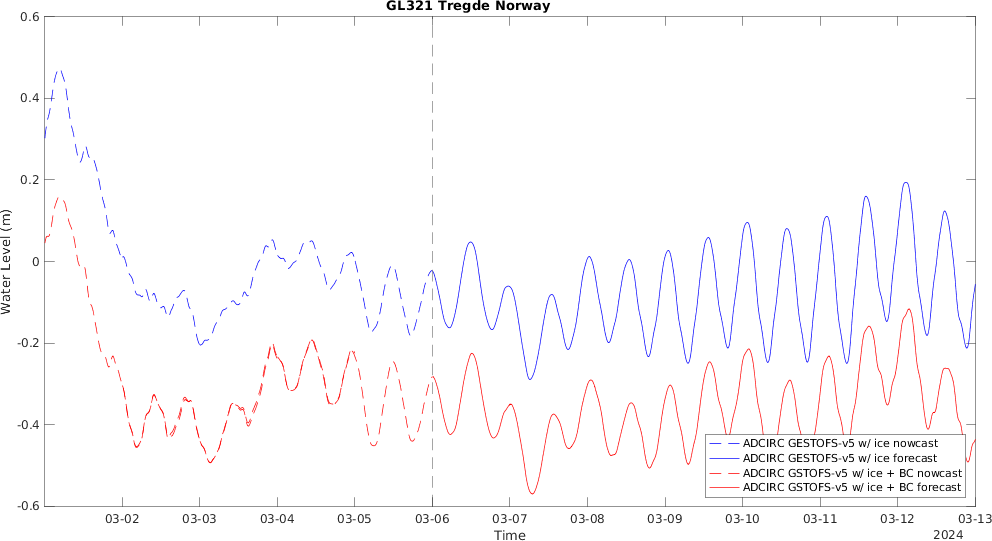 GL321 Tregde Norway
0.6
0.4
0.2
0
-0.2
-0.4
-0.6
Water Level (m)
03-02
03-03
03-04
03-05
03-06
03-07
03-08
03-09
03-10
03-11
03-12
03-13
Time
2024
ADCIRC GESTOFS-v5 w/ ice nowcast
ADCIRC GESTOFS-v5 w/ ice forecast
ADCIRC GSTOFS-v5 w/ ice + BC nowcast
ADCIRC GSTOFS-v5 w/ ice + BC forecast